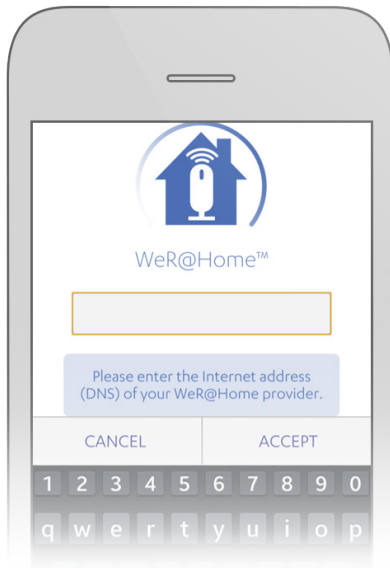 WeR@Home™
Please enter the Internet address
(DNS) of your WeR@Home provider.
CANCEL ACCEPT
1 2 3 4 5 6 7 8 9 0
q w e r t y u i o p